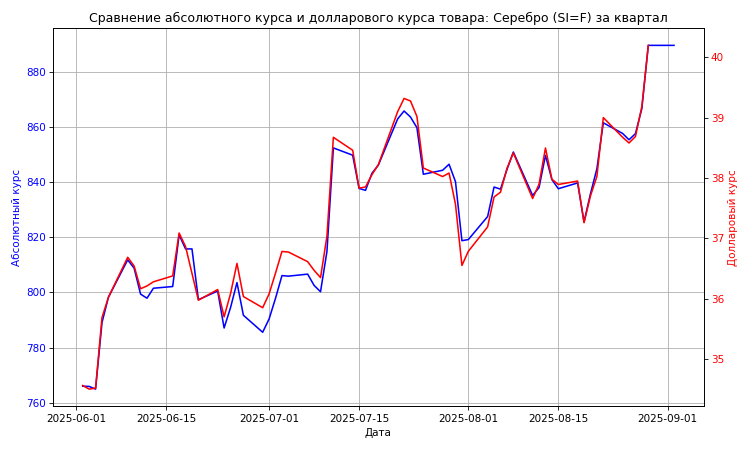 Сравнение абсолютного курса и долларового курса товара: Серебро (SI=F) за квартал
Абсолютный курс
880
860
840
820
800
780
760
40
39
38
37
36
35
Долларовый курс
2025-06-01 2025-06-15 2025-07-01 2025-07-15 2025-08-01 2025-08-15 2025-09-01
Дата